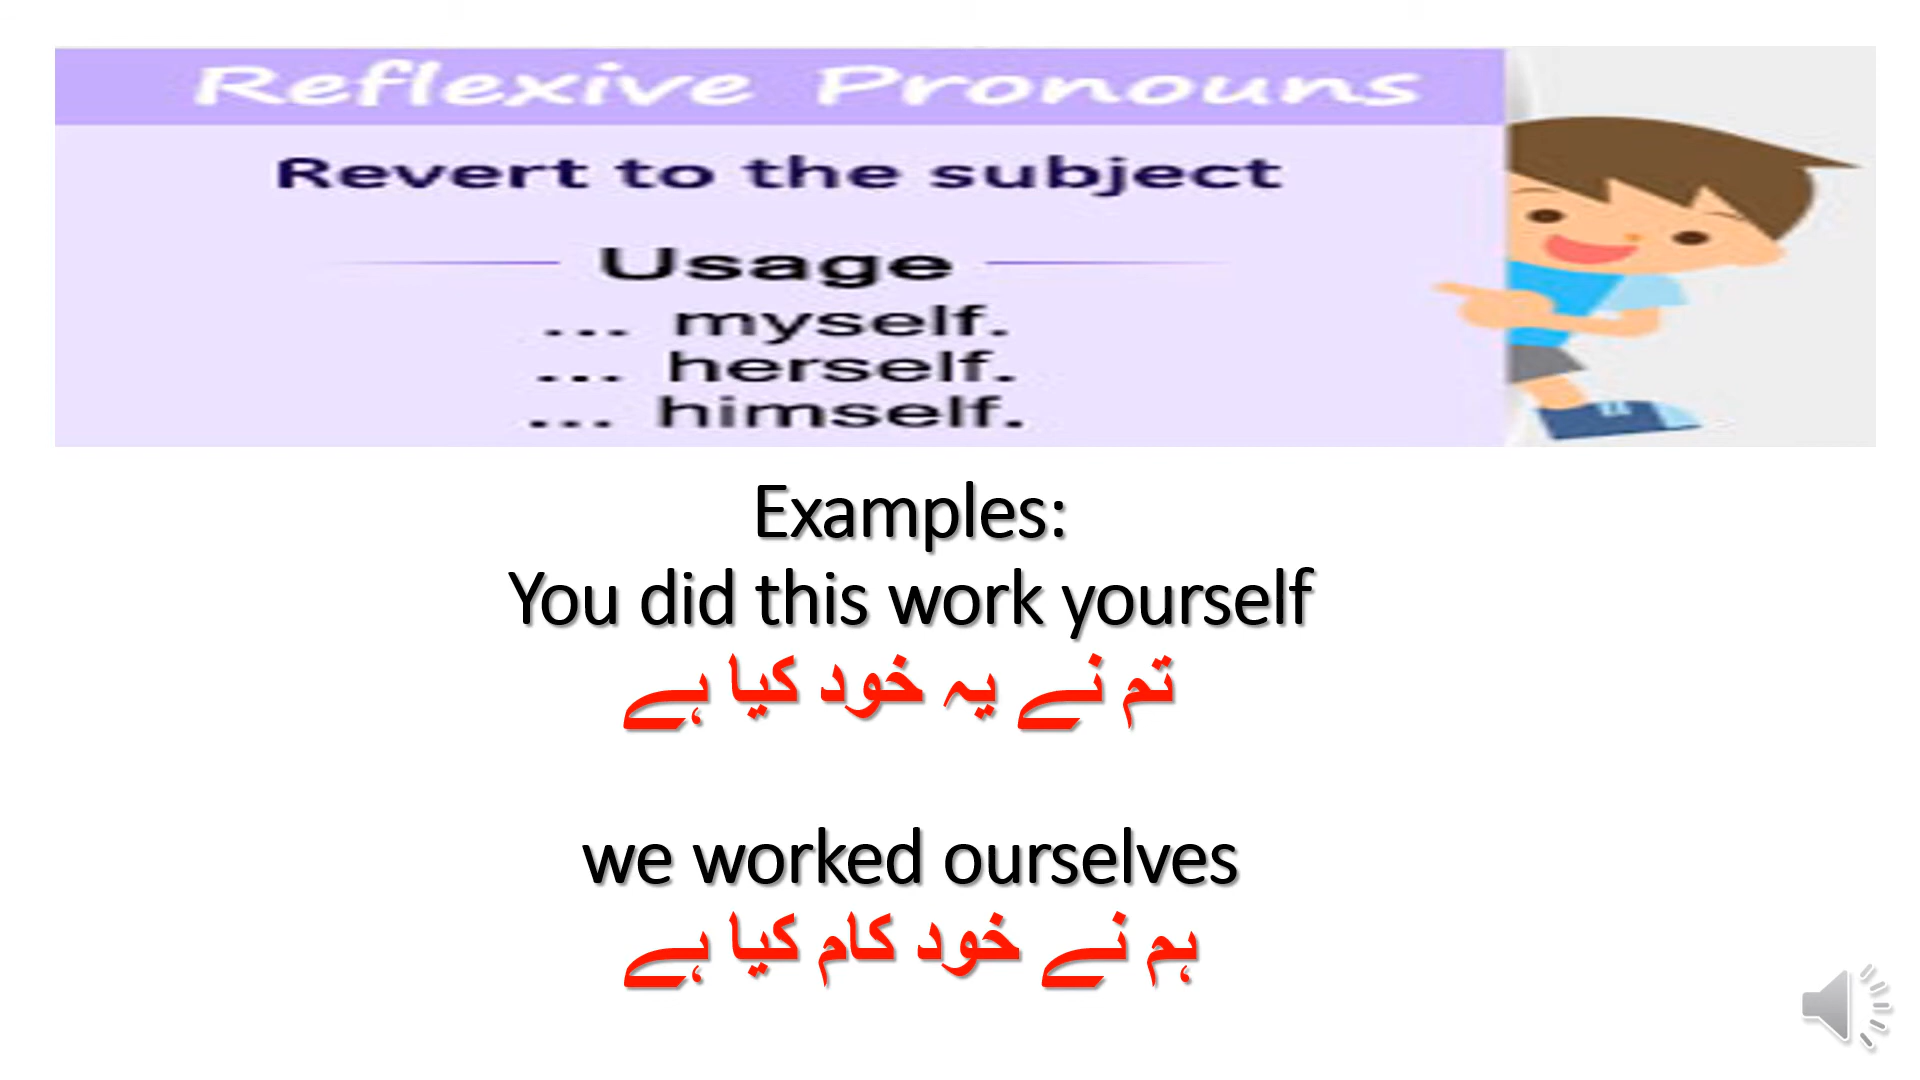 Reflexive Pronouns
Revert to the subject
Usage
... myself.
... herself.
... himself.
Examples:
You did this work yourself
تم نے یہ خود کیا ہے
we worked ourselves
ہم نے خود کام کیا ہے